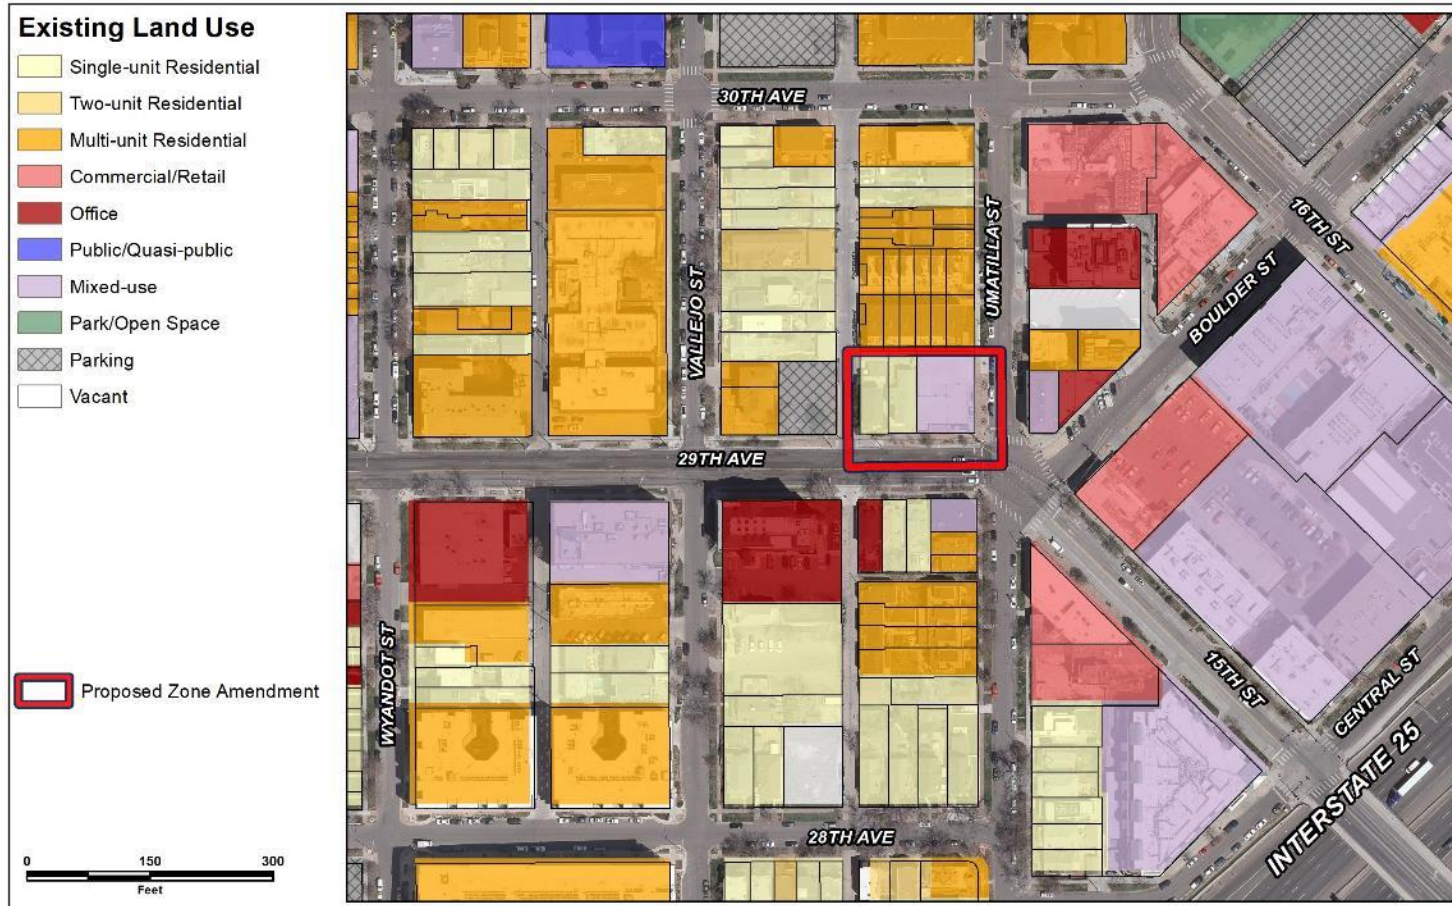 Existing Land Use
Single-unit Residential
Two-unit Residential
Multi-unit Residential
Commercial/Retail
Office
Public/Quasi-public
Mixed-use
Park/Open Space
Parking
Vacant
Proposed Zone Amendment
0 150 300
Feet
30TH AVE
16TH ST
UMATILLA ST
BOULDER ST
VALLEJO ST
29TH AVE
WYANDOT ST
15TH ST
CENTRAL ST
INTERSTATE 25
28TH AVE